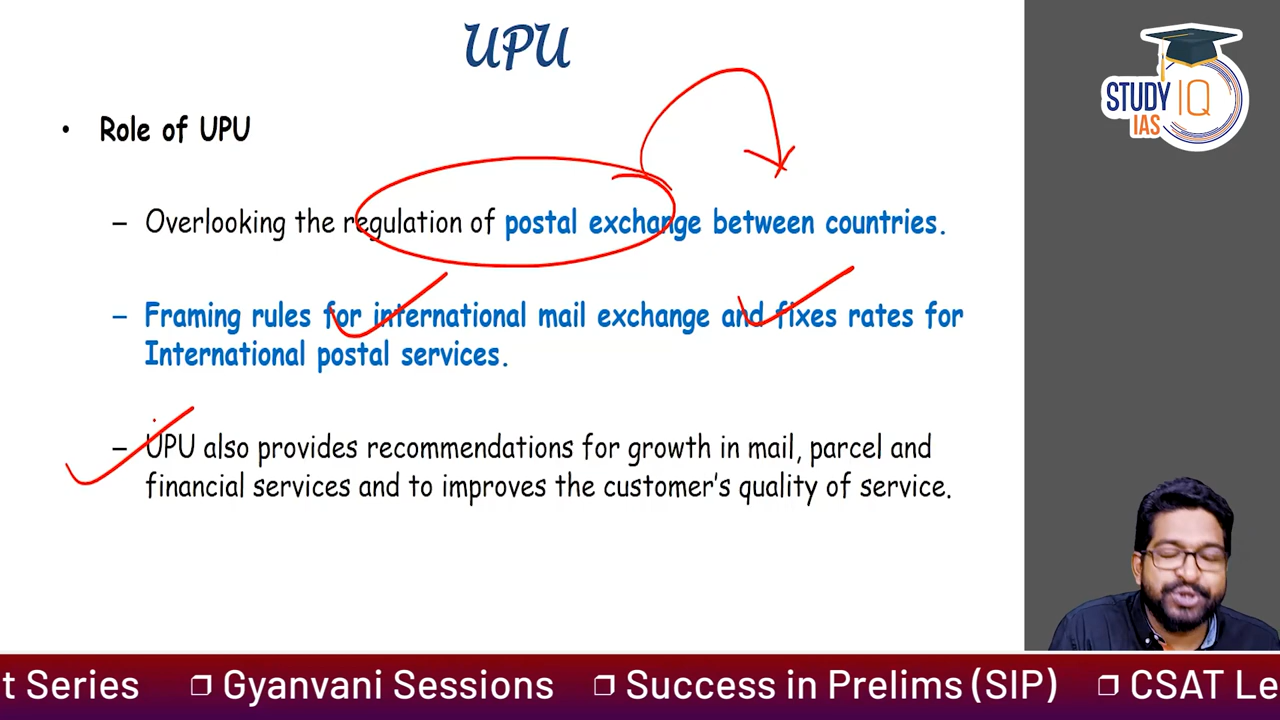 UPU
STUDY IQ
IAS
• Role of UPU
– Overlooking the regulation of postal exchange between countries.
– Framing rules for international mail exchange and fixes rates for
International postal services.
– UPU also provides recommendations for growth in mail, parcel and
financial services and to improves the customer's quality of service.
t Series ❐ Gyanvani Sessions ❐ Success in Prelims (SIP) ❐ CSAT Le